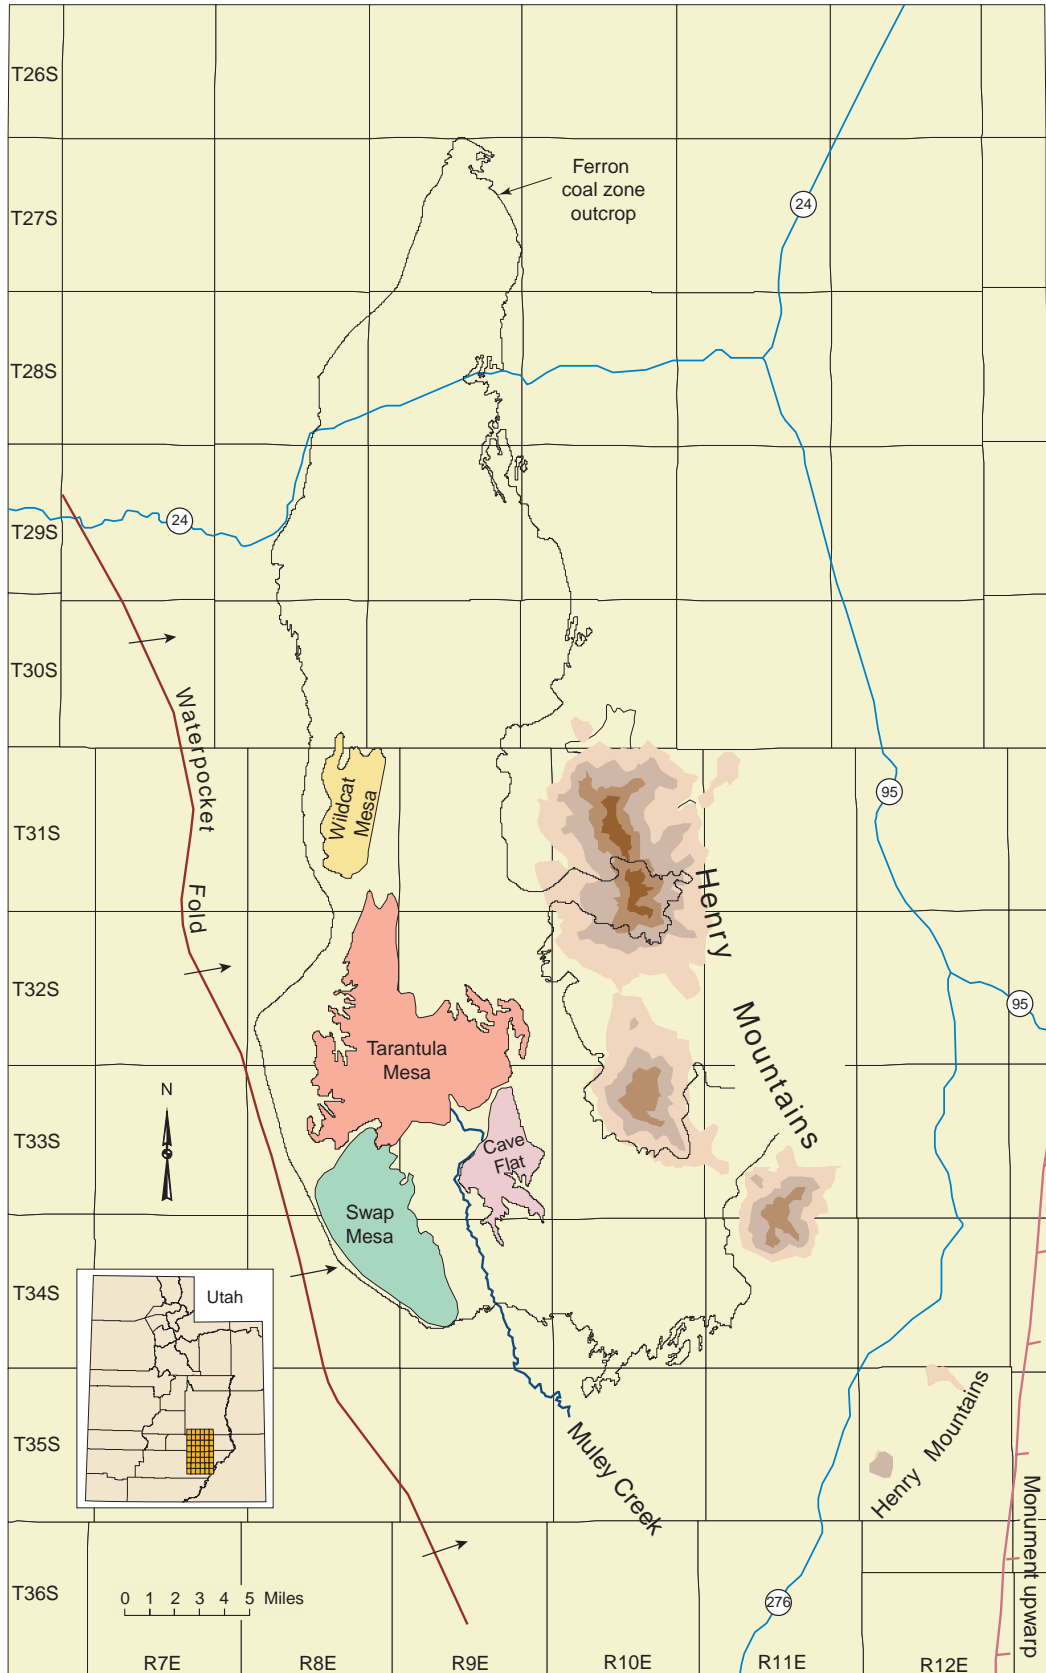 T26S
Ferron
coal zone
outcrop
24
T27S
T28S
24
T29S
T30S
Waterpocket
Fold
Wildcat
Mesa
95
T31S
Henry
Mountains
T32S
95
Tarantula
Mesa
N
T33S
Cave
Flat
Swap
Mesa
T34S
Utah
T35S
Muley Creek
Henry Mountains
Monument upwarp
T36S
0 1 2 3 4 5 Miles
276
R7E R8E R9E R10E R11E R12E